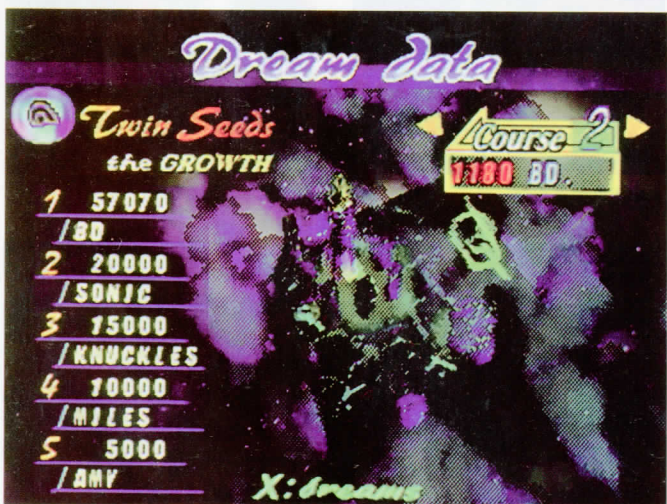 Dream data
Twin Seeds
the GROWTH
Course 2
1180 BD
1 57070
/BD
2 20000
/SONIC
3 15000
/KNUCKLES
4 10000
/MILES
5 5000
/AMY
X: dreams